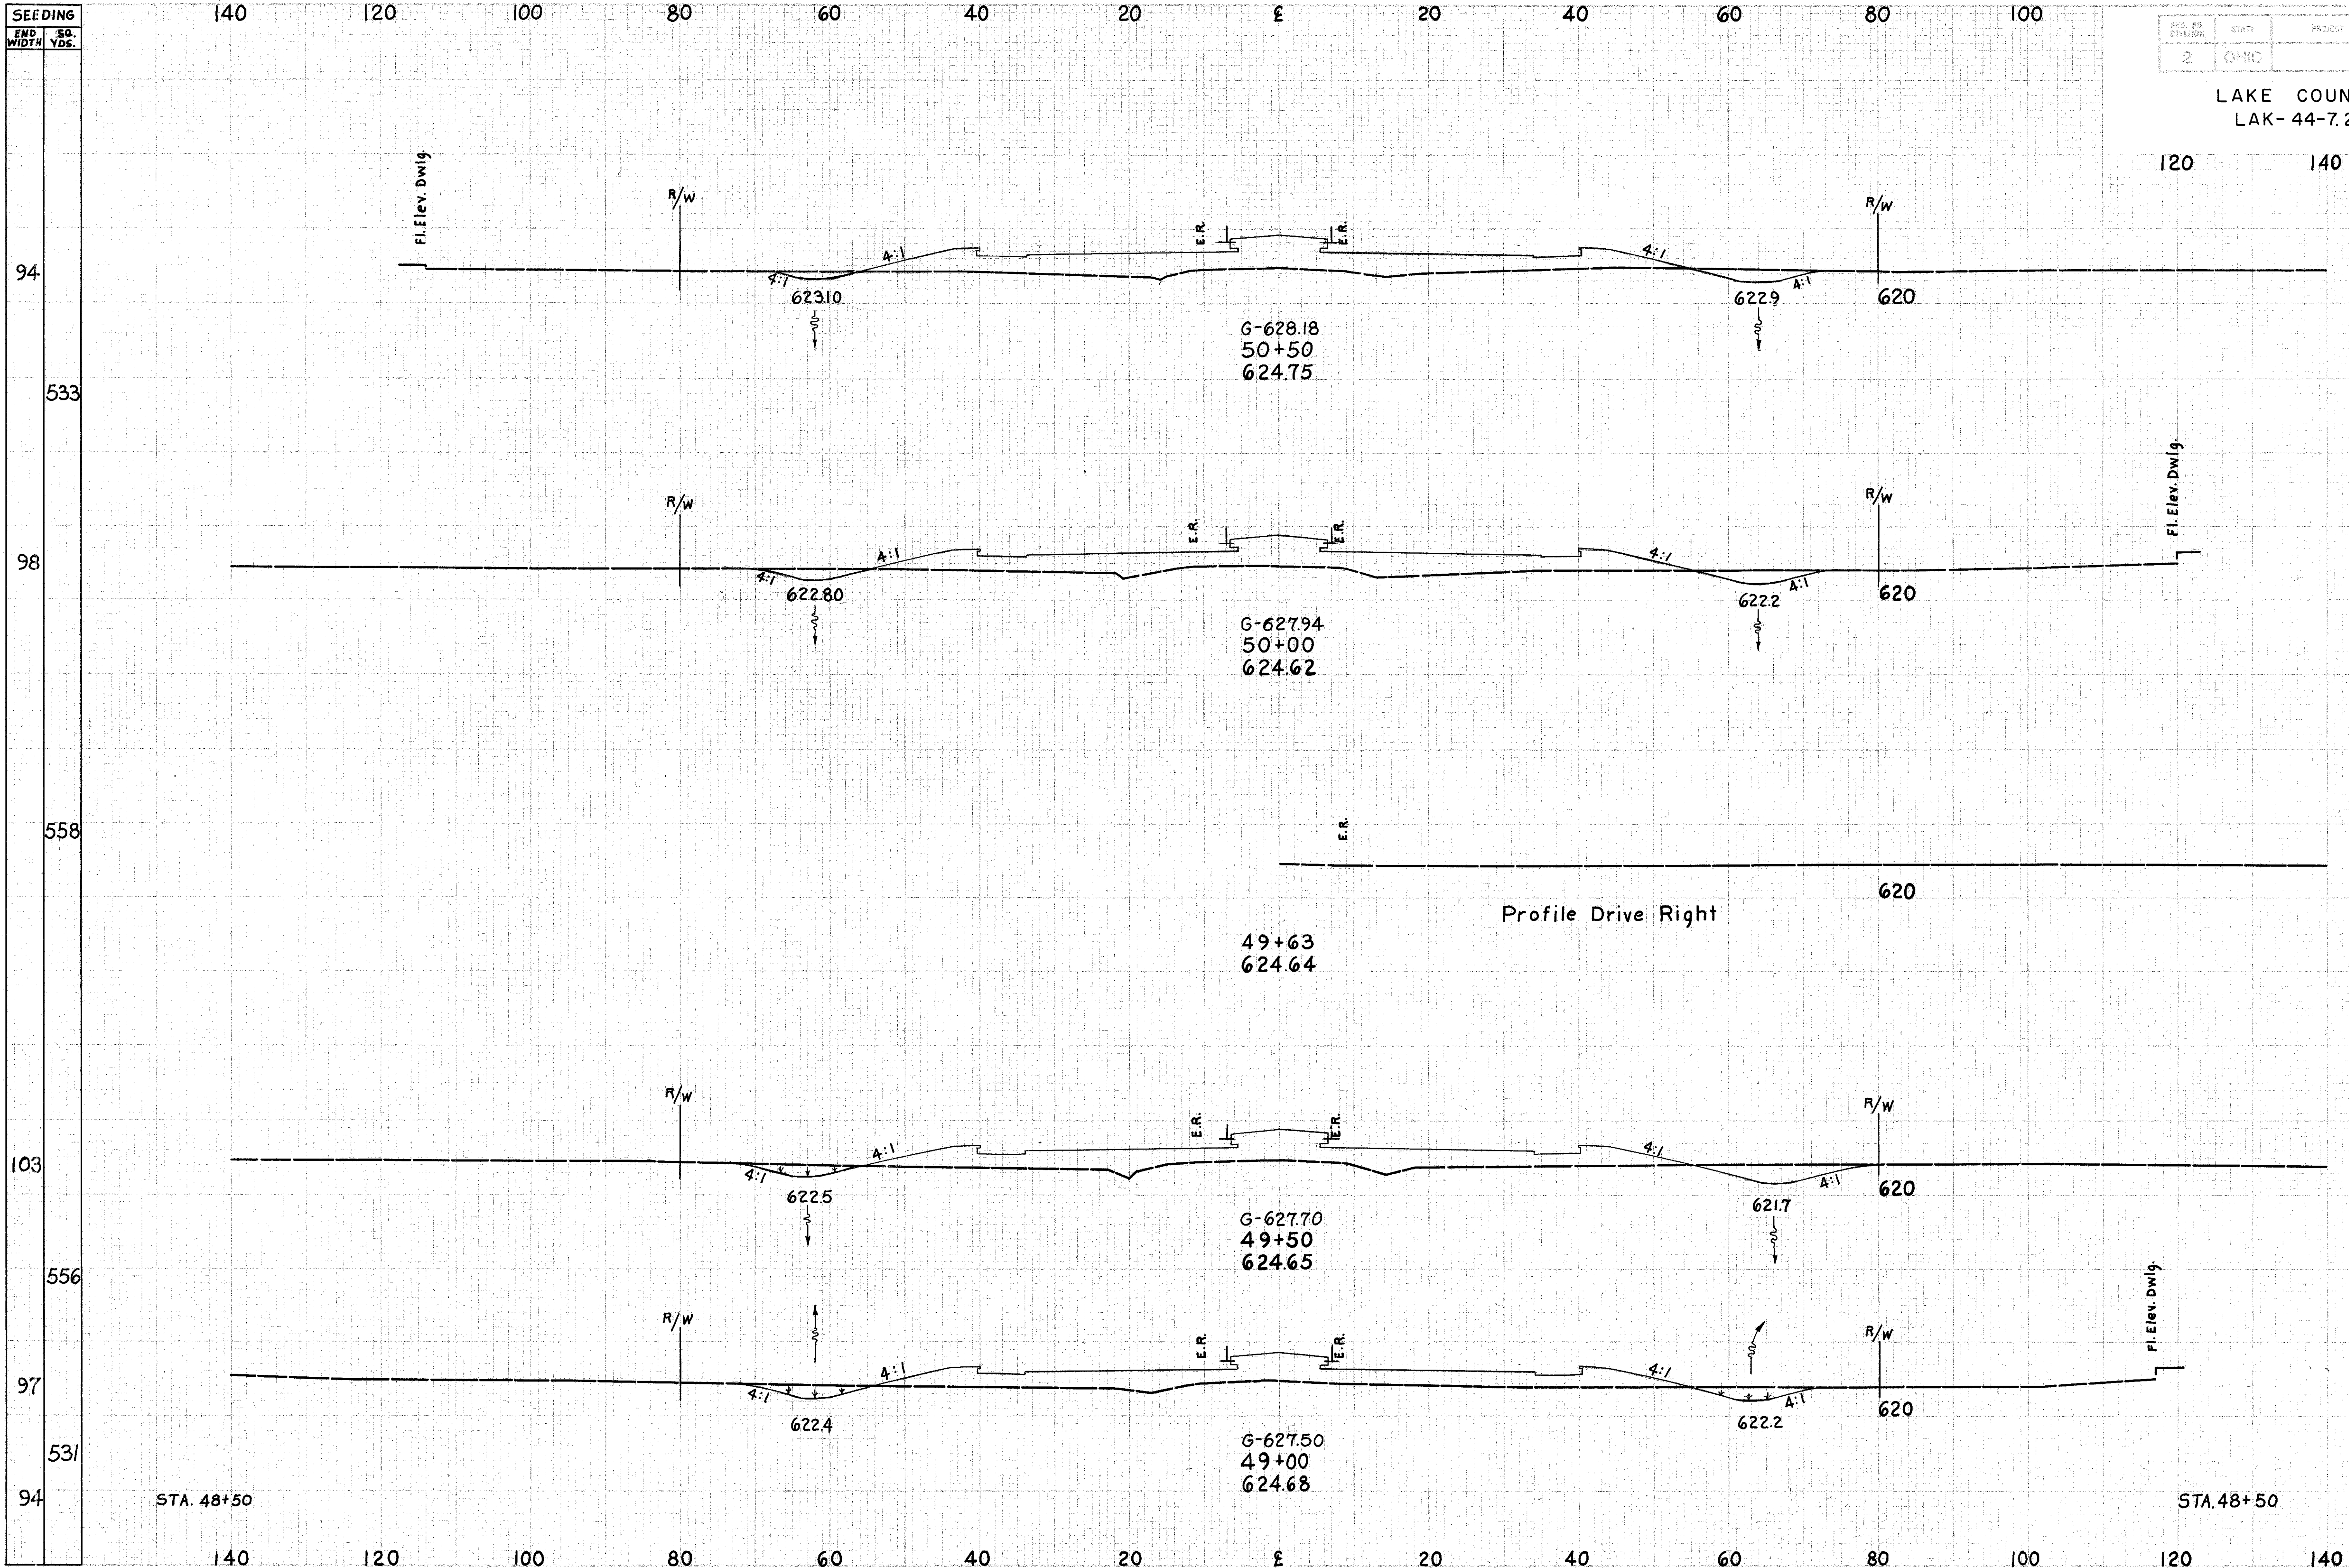 SEEDING
END WIDTH
SQ. YDS.
140 120 100 80 60 40 20 ℄ 20 40 60 80 100
FED. RD. DIVISION
STATE
PROJECT
2 OHIO
LAKE COUN
LAK-44-7.2
120 140
Fl. Elev. Dwlg.
R/W
R/W
E.R.
E.R.
4:1
4:1
94
4:1
4:1
623.10
622.9
620
G-628.18
50+50
624.75
533
Fl. Elev. Dwlg.
R/W
R/W
E.R.
E.R.
98
4:1
4:1
4:1
4:1
622.80
622.2
620
G-627.94
50+00
624.62
558
E.R.
620
Profile Drive Right
49+63
624.64
R/W
R/W
E.R.
E.R.
103
4:1
4:1
4:1
4:1
622.5
621.7
620
G-627.70
49+50
624.65
556
Fl. Elev. Dwlg.
R/W
R/W
E.R.
E.R.
97
4:1
4:1
4:1
4:1
622.4
622.2
620
G-627.50
49+00
624.68
531
94
STA. 48+50
STA. 48+50
140 120 100 80 60 40 20 ℄ 20 40 60 80 100 120 140